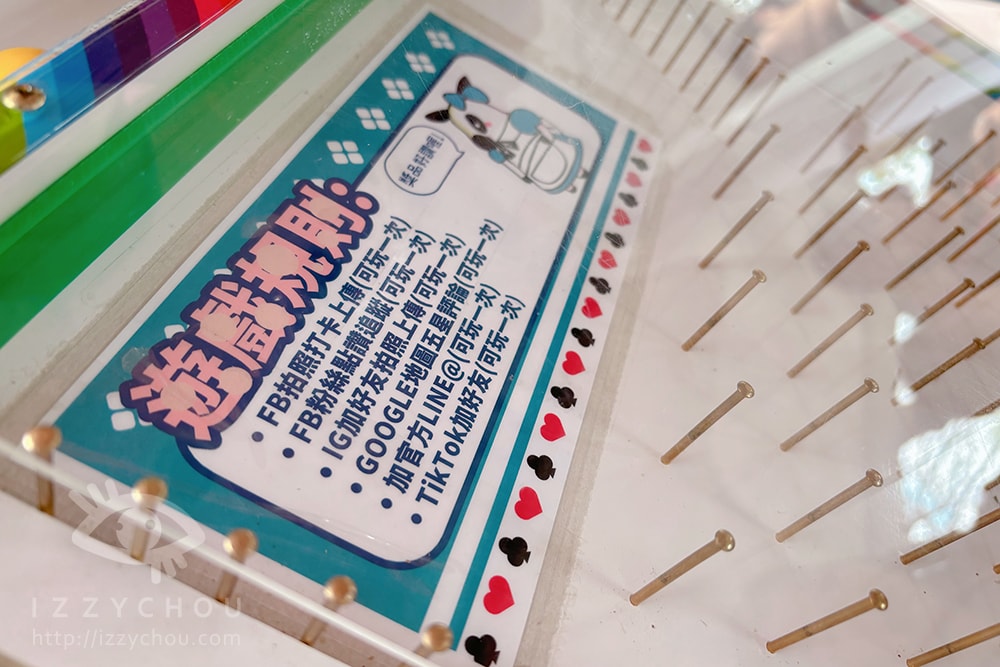 遊戲規則:
獎品好讚喔!
• FB拍照打卡上傳(可玩一次)
• FB粉絲點讚追蹤(可玩一次)
• IG加好友拍照上傳(可玩一次)
• GOOGLE地圖五星評論(可玩一次)
• 加官方LINE@(可玩一次)
• TikTok加好友(可玩一次)
IZZYCHOU
http://izzychou.com